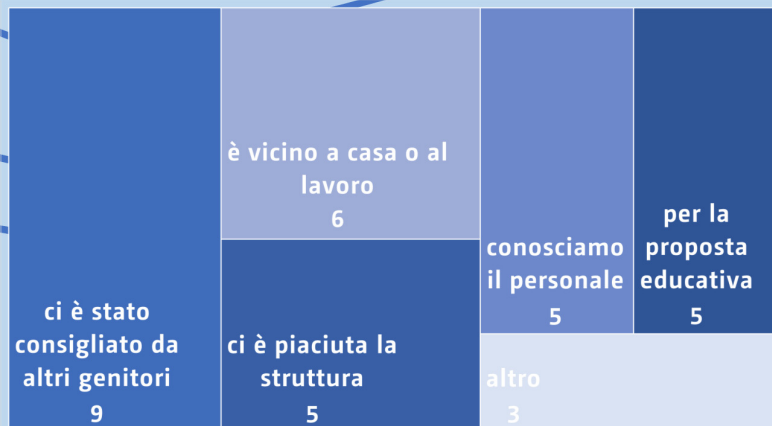 ci è stato
consigliato da
altri genitori
9
è vicino a casa o al
lavoro
6
ci è piaciuta la
struttura
5
conosciamo
il personale
5
per la
proposta
educativa
5
altro
3